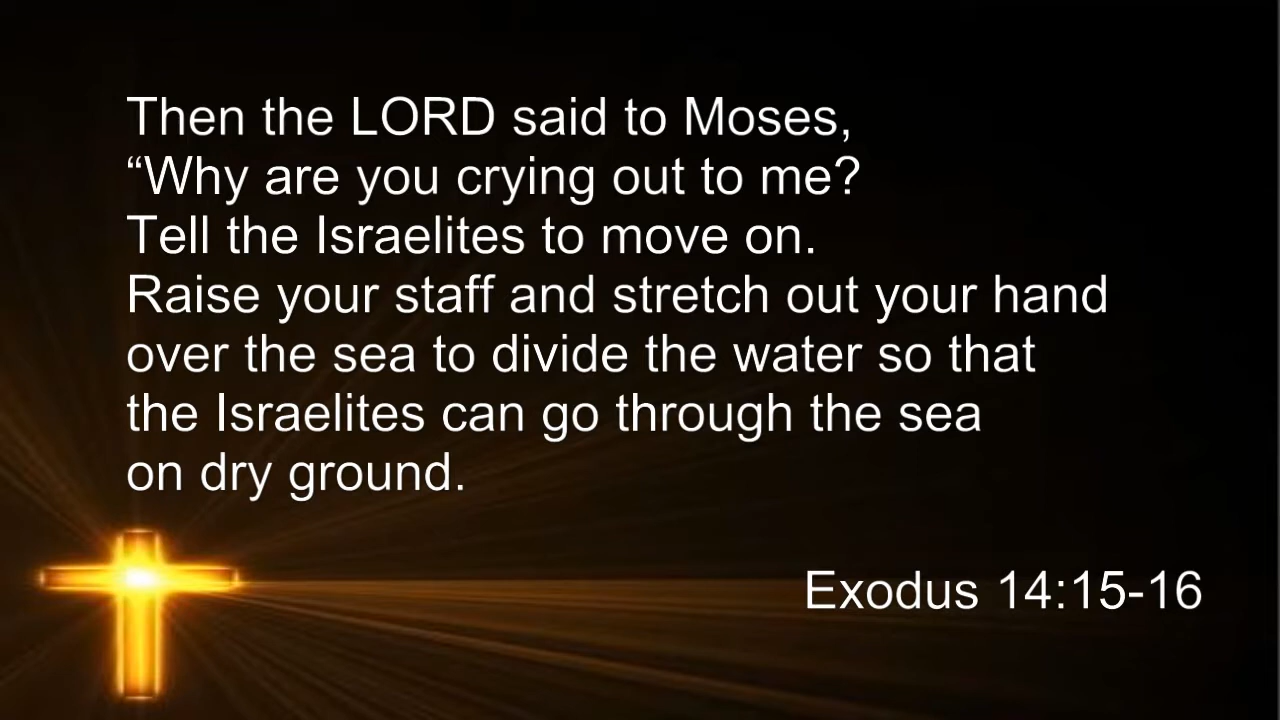 Then the LORD said to Moses,
“Why are you crying out to me?
Tell the Israelites to move on.
Raise your staff and stretch out your hand
over the sea to divide the water so that
the Israelites can go through the sea
on dry ground.
Exodus 14:15-16